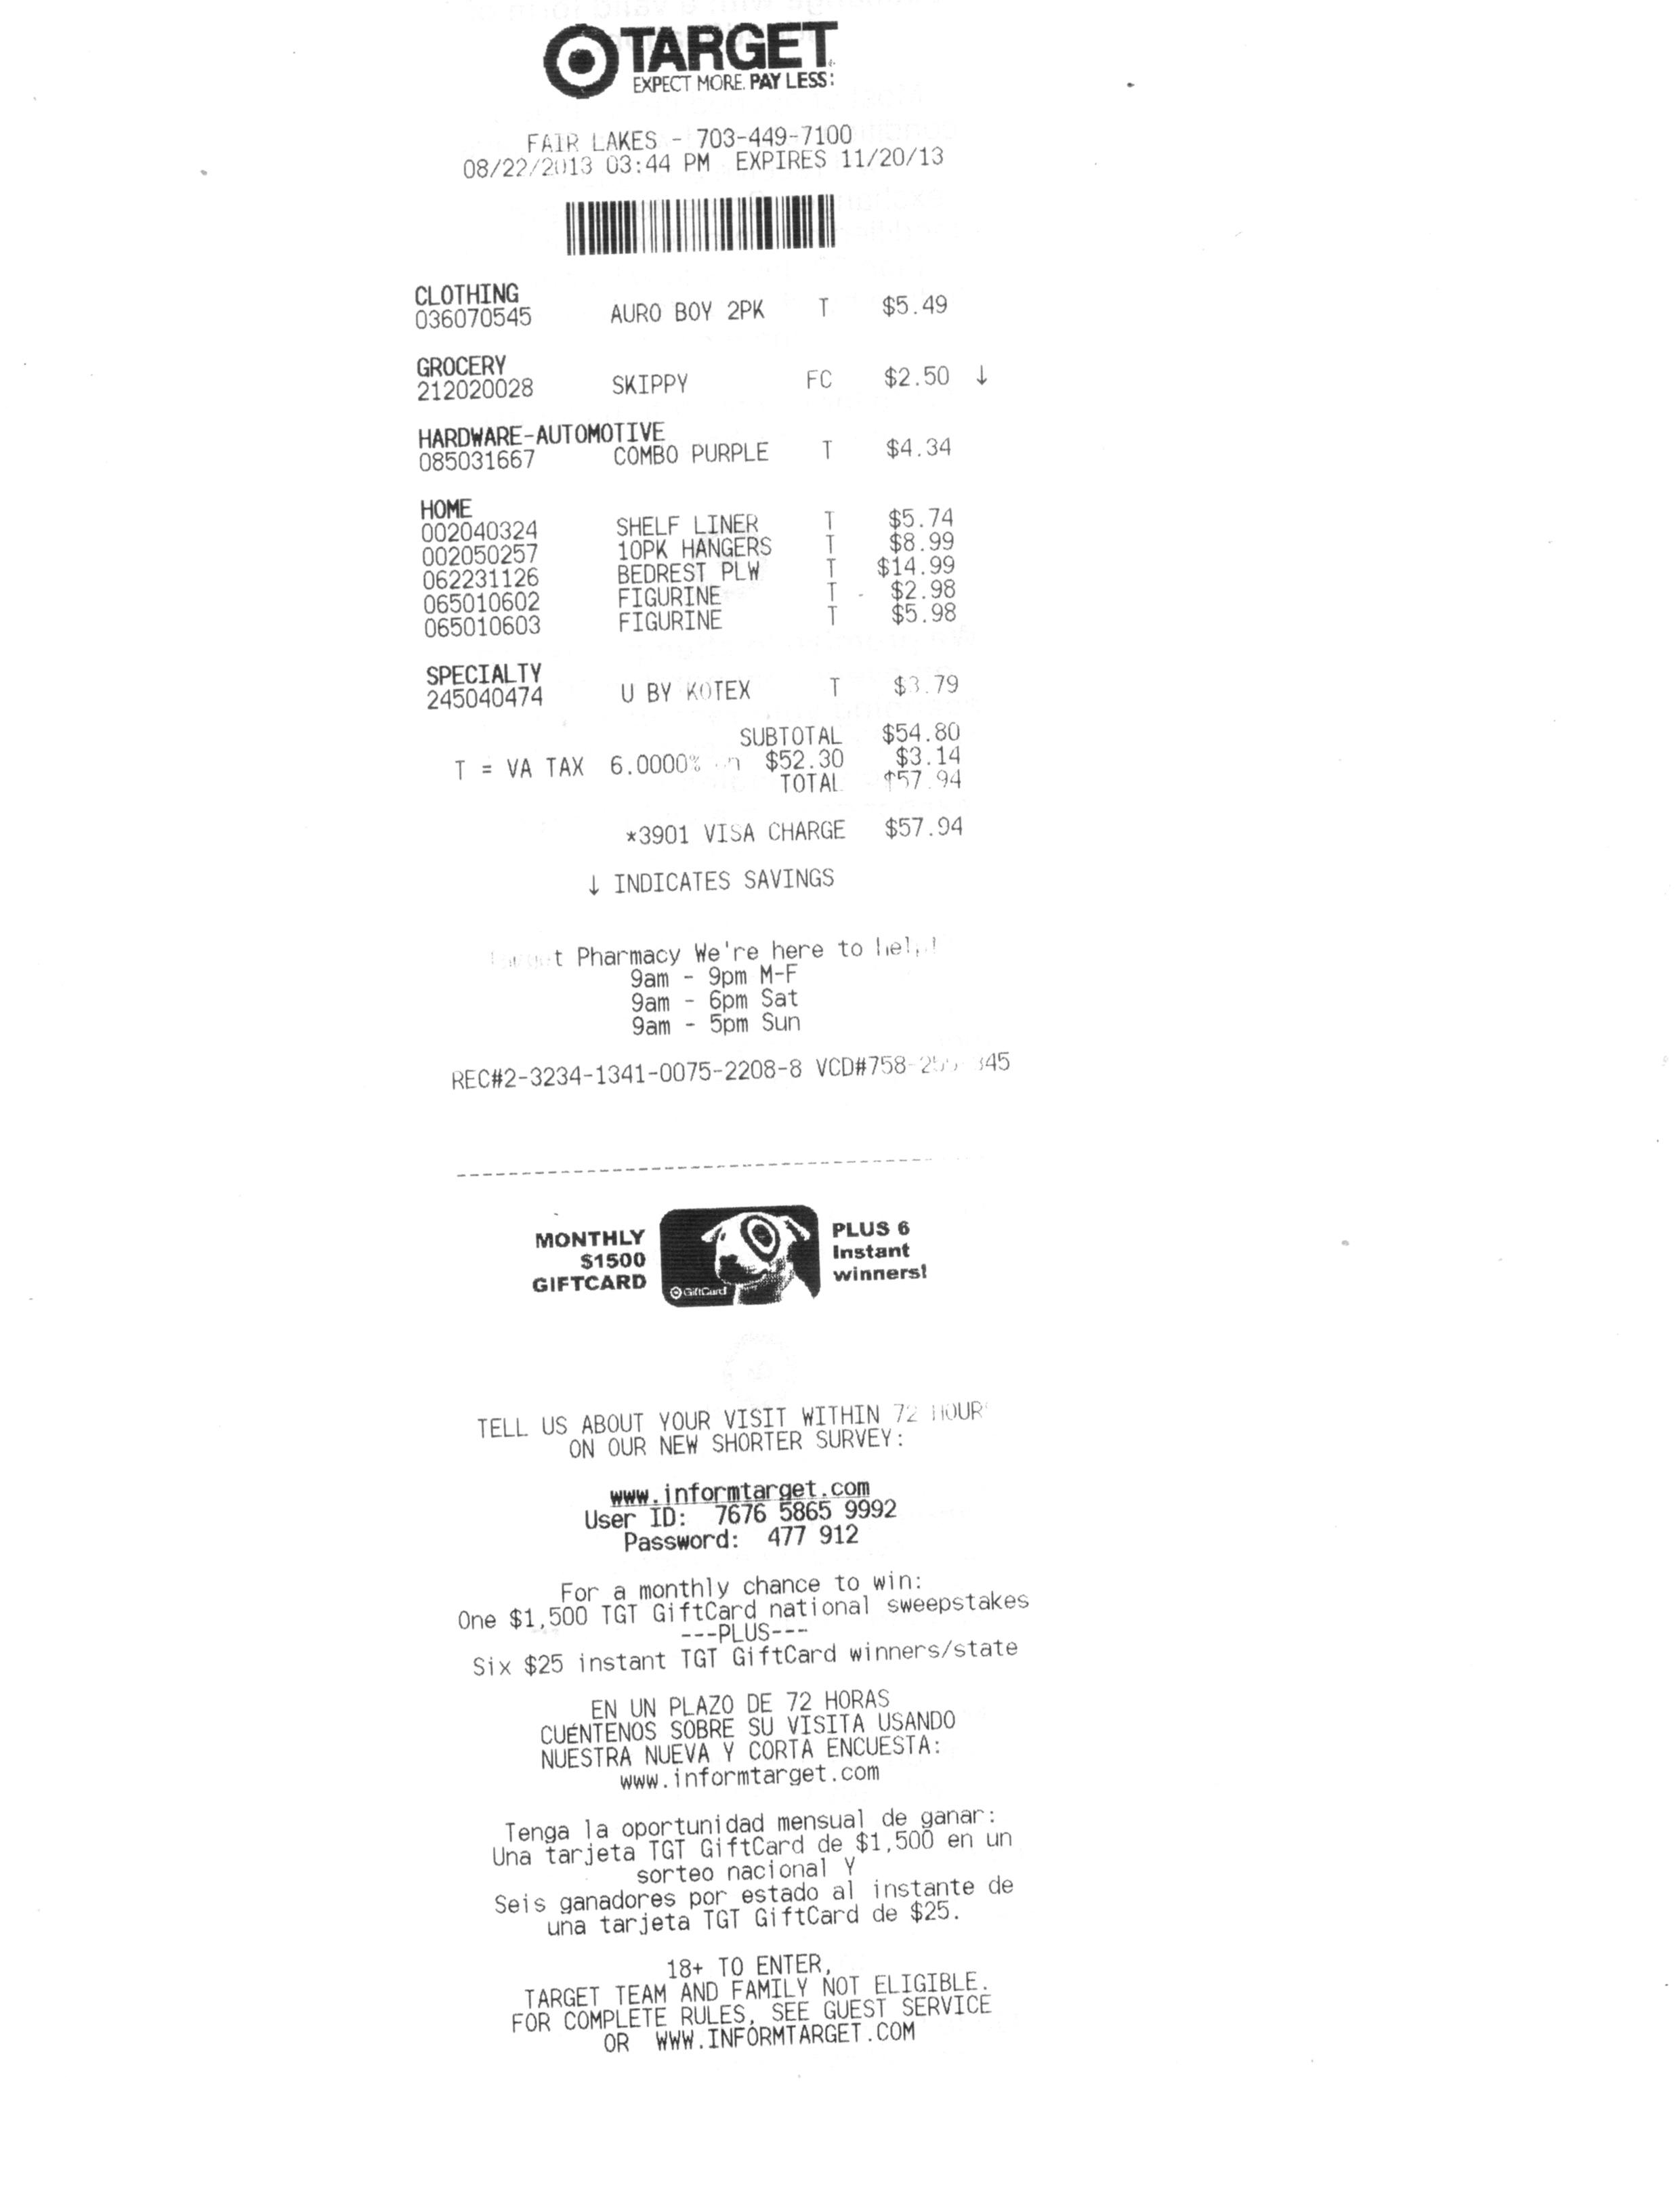 TARGET
EXPECT MORE. PAY LESS.
FAIR LAKES - 703-449-7100
08/22/2013 03:44 PM EXPIRES 11/20/13
CLOTHING
036070545 AURO BOY 2PK T $5.49
GROCERY
212020028 SKIPPY FC $2.50 ↓
HARDWARE-AUTOMOTIVE
085031667 COMBO PURPLE T $4.34
HOME
002040324 SHELF LINER T $5.74
002050257 10PK HANGERS T $8.99
062231126 BEDREST PLW T $14.99
065010602 FIGURINE T $2.98
065010603 FIGURINE T $5.98
SPECIALTY
245040474 U BY KOTEX T $3.79
SUBTOTAL $54.80
T = VA TAX 6.0000% on $52.30 $3.14
TOTAL $57.94
*3901 VISA CHARGE $57.94
↓ INDICATES SAVINGS
Target Pharmacy We're here to help!
9am - 9pm M-F
9am - 6pm Sat
9am - 5pm Sun
REC#2-3234-1341-0075-2208-8
MONTHLY
$1500
GIFTCARD
GiftCard
PLUS 6
Instant
winners!
TELL US ABOUT YOUR VISIT WITHIN 72 HOURS
ON OUR NEW SHORTER SURVEY:
www.informtarget.com
User ID: 7676 5865 9992
Password: 477 912
For a monthly chance to win:
One $1,500 TGT GiftCard national sweepstakes
---PLUS---
Six $25 instant TGT GiftCard winners/state
EN UN PLAZO DE 72 HORAS
CUÉNTENOS SOBRE SU VISITA USANDO
NUESTRA NUEVA Y CORTA ENCUESTA:
www.informtarget.com
Tenga la oportunidad mensual de ganar:
Una tarjeta TGT GiftCard de $1,500 en un
sorteo nacional Y
Seis ganadores por estado al instante de
una tarjeta TGT GiftCard de $25.
18+ TO ENTER,
TARGET TEAM AND FAMILY NOT ELIGIBLE.
FOR COMPLETE RULES, SEE GUEST SERVICE
OR WWW.INFORMTARGET.COM